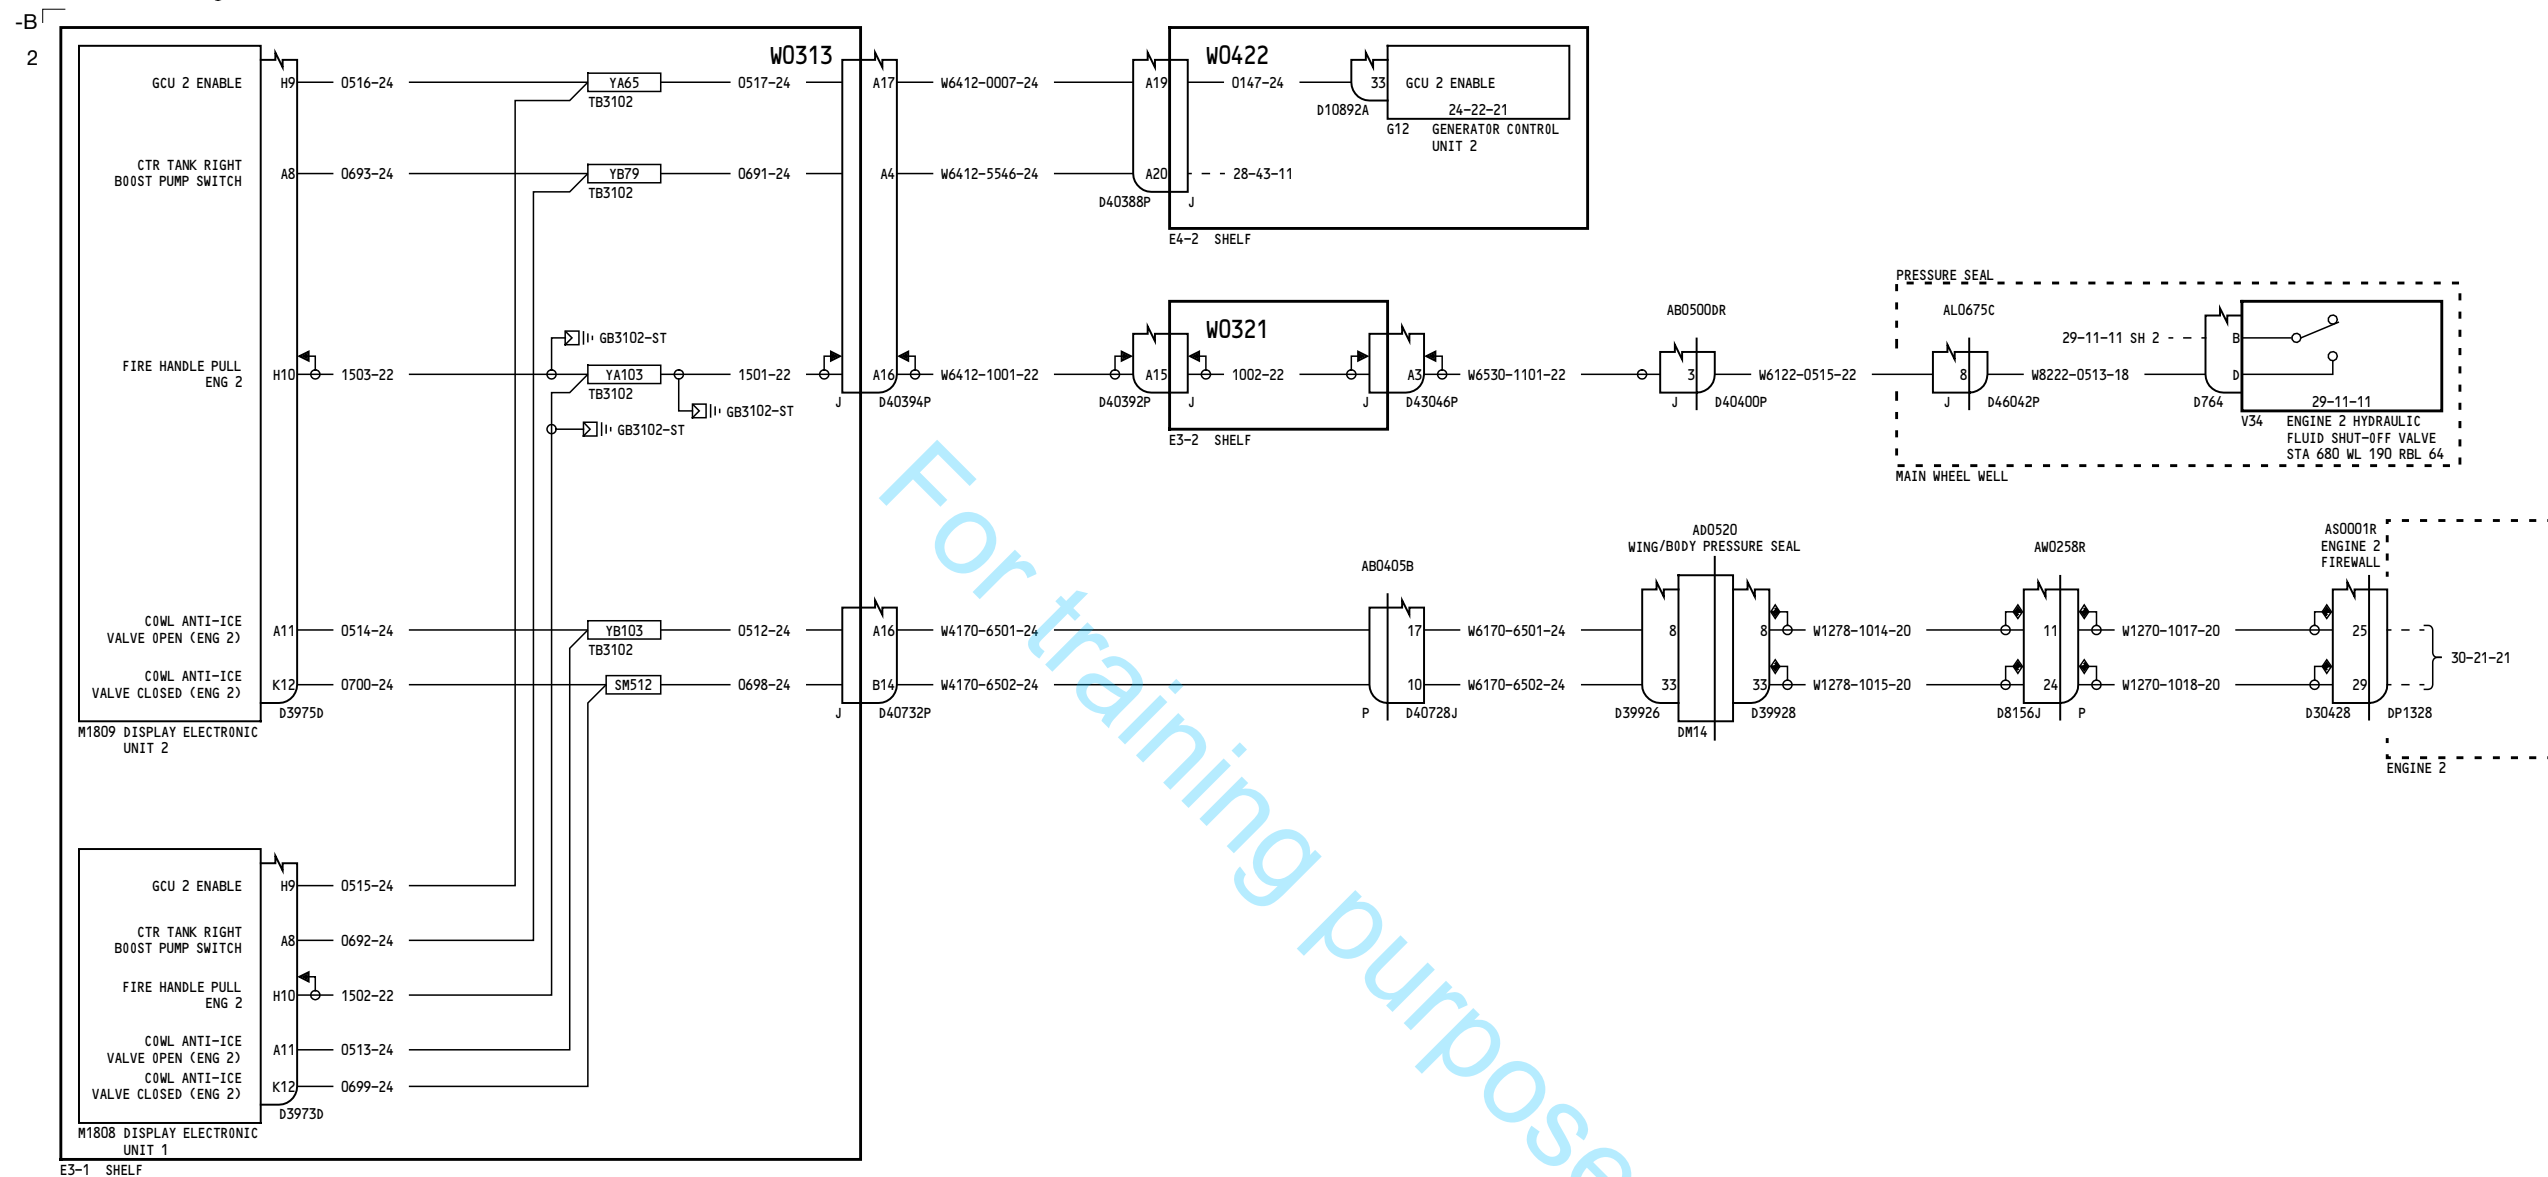 -B
2
W0313
GCU 2 ENABLE
H9
0516-24
YA65
TB3102
0517-24
A17
W6412-0007-24
A19
W0422
0147-24
33
GCU 2 ENABLE
D10892A
24-22-21
G12 GENERATOR CONTROL
UNIT 2
CTR TANK RIGHT
BOOST PUMP SWITCH
A8
0693-24
YB79
TB3102
0691-24
A4
W6412-5546-24
A20
28-43-11
D40388P
J
E4-2 SHELF
FIRE HANDLE PULL
ENG 2
H10
1503-22
GB3102-ST
YA103
TB3102
GB3102-ST
GB3102-ST
1501-22
A16
J
D40394P
W6412-1001-22
A15
D40392P
J
W0321
1002-22
J
A3
D43046P
E3-2 SHELF
W6530-1101-22
AB0500DR
3
J
D40400P
W6122-0515-22
PRESSURE SEAL
AL0675C
8
J
D46042P
29-11-11 SH 2
W8222-0513-18
B
D
D764
29-11-11
V34 ENGINE 2 HYDRAULIC
FLUID SHUT-OFF VALVE
STA 680 WL 190 RBL 64
MAIN WHEEL WELL
COWL ANTI-ICE
VALVE OPEN (ENG 2)
A11
0514-24
YB103
TB3102
0512-24
A16
W4170-6501-24
AB0405B
17
W6170-6501-24
AD0520
WING/BODY PRESSURE SEAL
8
8
W1278-1014-20
AW0258R
11
W1270-1017-20
AS0001R
ENGINE 2
FIREWALL
25
30-21-21
COWL ANTI-ICE
VALVE CLOSED (ENG 2)
K12
0700-24
SM512
0698-24
B14
W4170-6502-24
10
W6170-6502-24
33
33
W1278-1015-20
24
W1270-1018-20
29
D3975D
J
D40732P
P
D40728J
D39926
DM14
D39928
D8156J
P
D30428
DP1328
ENGINE 2
M1809 DISPLAY ELECTRONIC
UNIT 2
GCU 2 ENABLE
H9
0515-24
CTR TANK RIGHT
BOOST PUMP SWITCH
A8
0692-24
FIRE HANDLE PULL
ENG 2
H10
1502-22
COWL ANTI-ICE
VALVE OPEN (ENG 2)
A11
0513-24
COWL ANTI-ICE
VALVE CLOSED (ENG 2)
K12
0699-24
D3973D
M1808 DISPLAY ELECTRONIC
UNIT 1
E3-1 SHELF
For training purpose